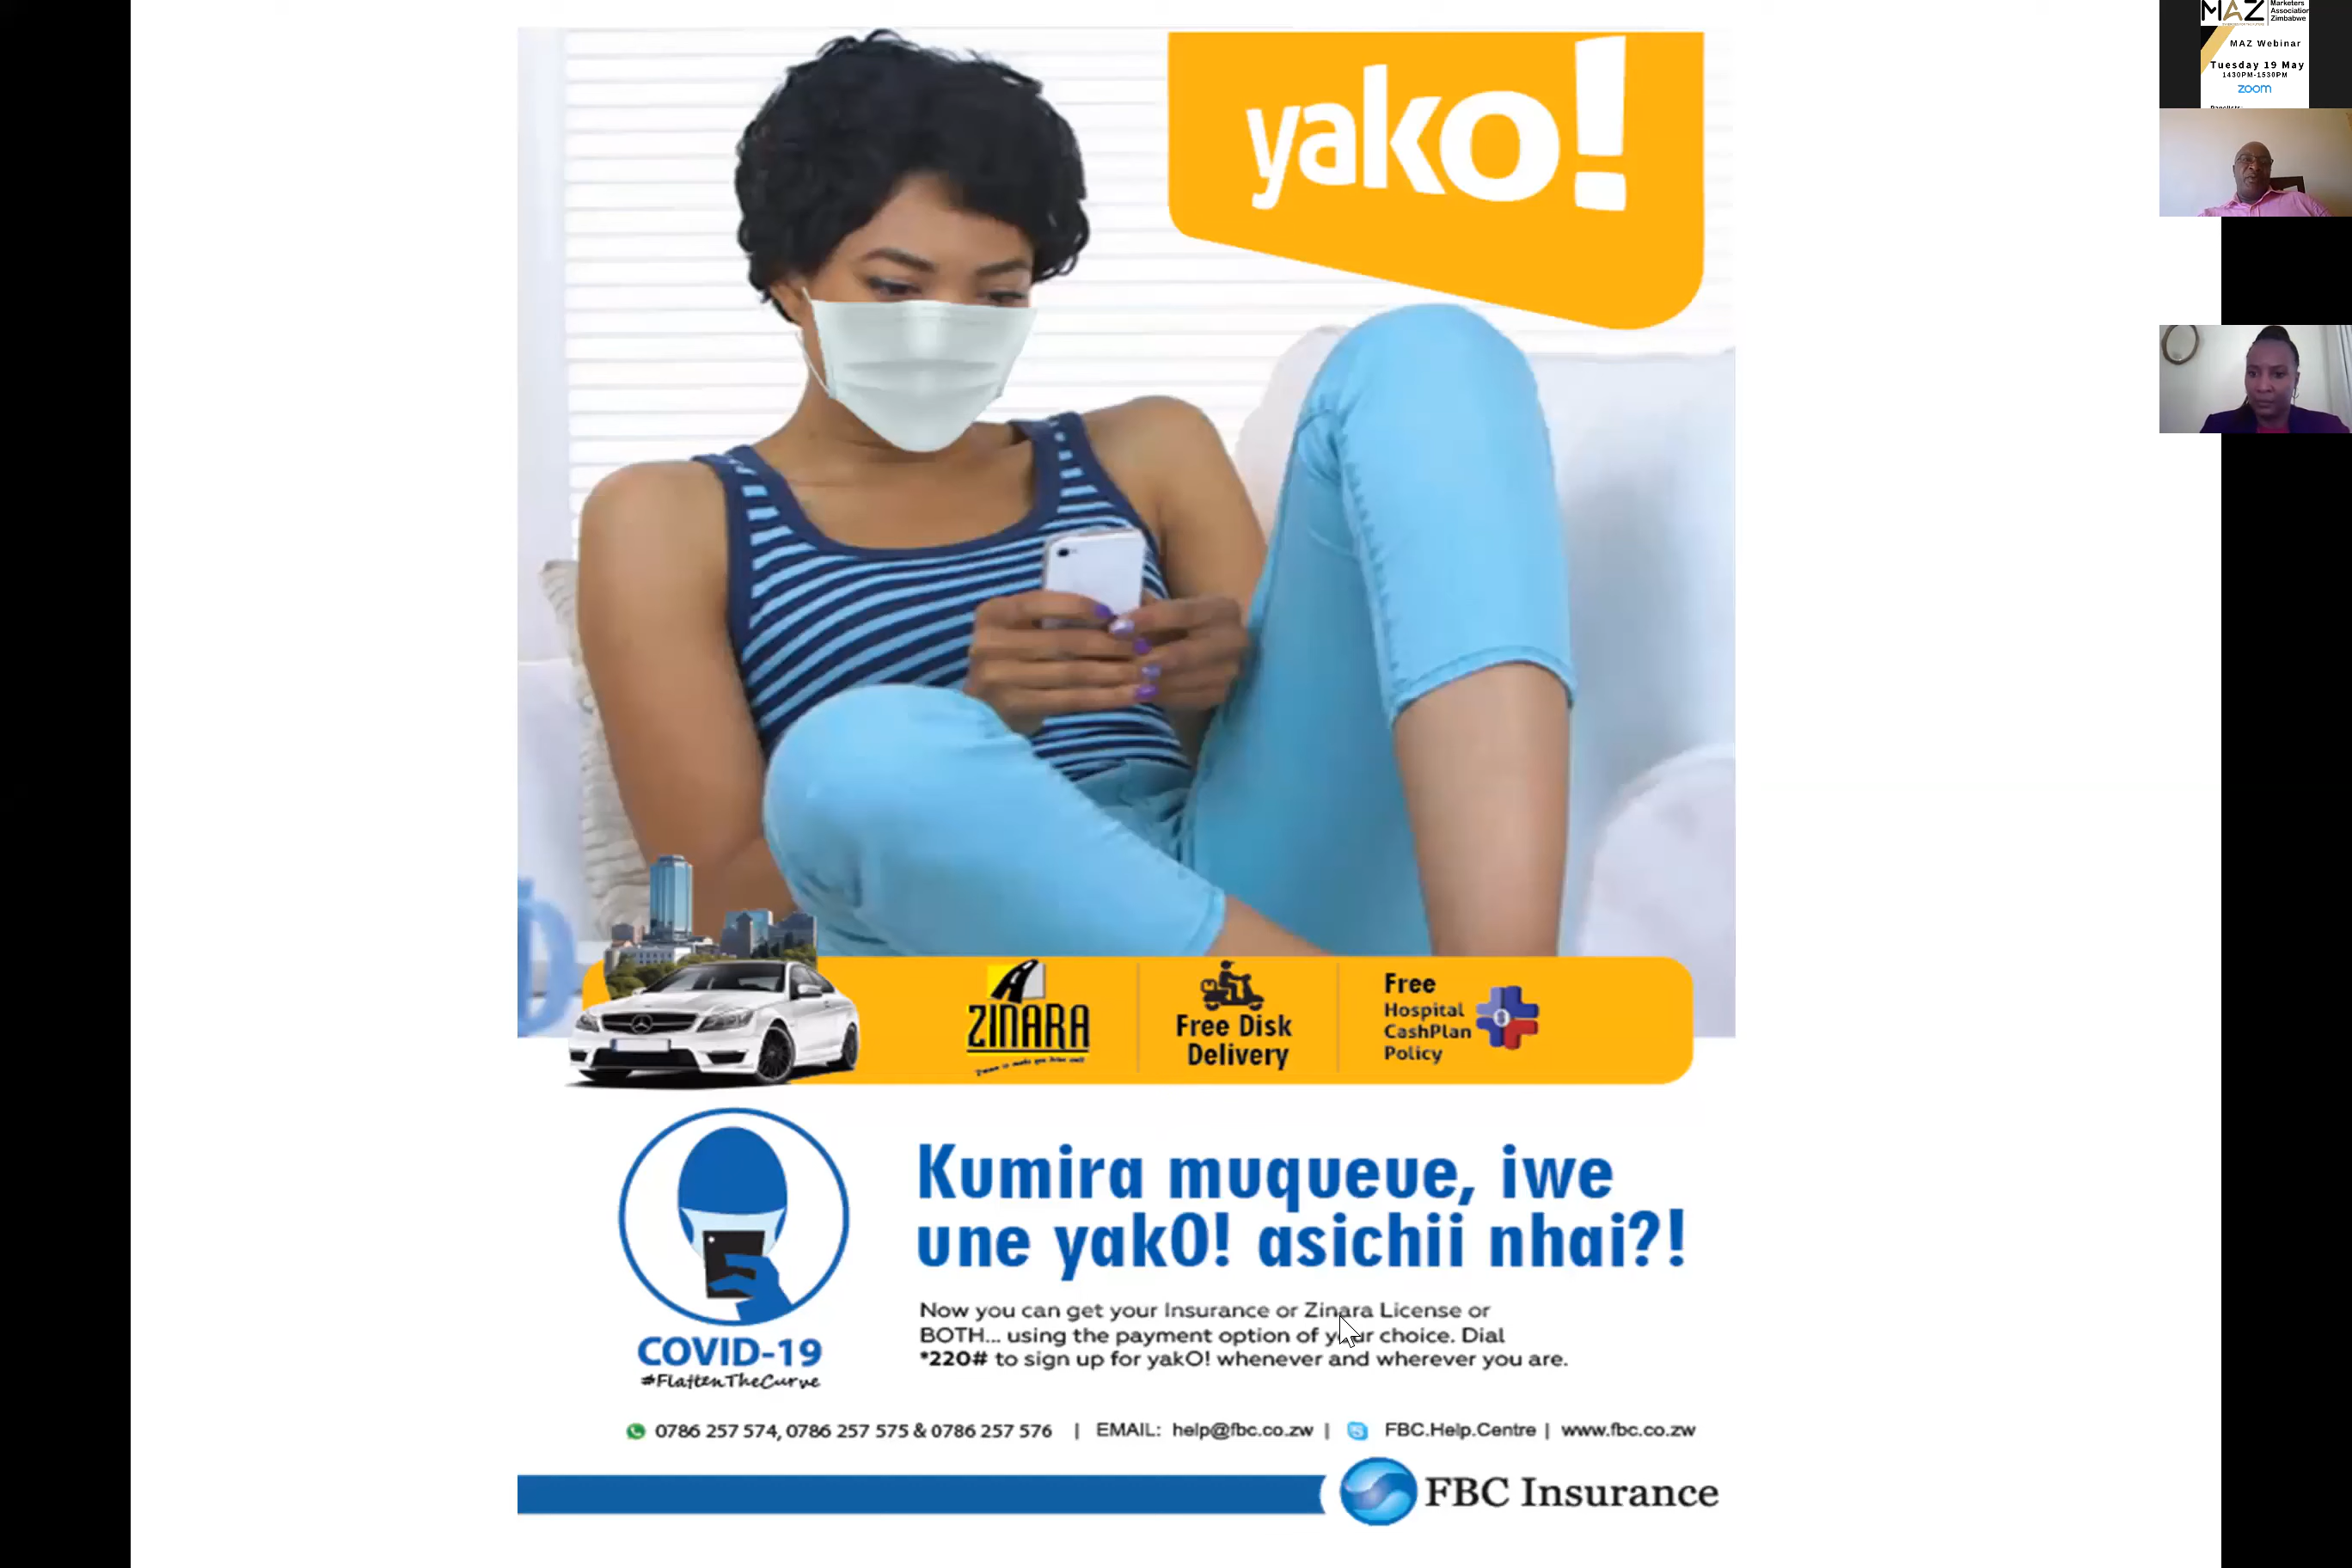 yako!
MAZ
Marketers
Association
Zimbabwe
MAZ Webinar
Tuesday 19 May
1430PM-1530PM
zoom
ZINARA
Free Disk
Delivery
Free
Hospital
CashPlan
Policy
Kumira muqueue, iwe
une yakO! asichii nhai?!
Now you can get your Insurance or Zinara License or
BOTH... using the payment option of your choice. Dial
*220# to sign up for yakO! whenever and wherever you are.
COVID-19
#FlattenTheCurve
0786 257 574, 0786 257 575 & 0786 257 576 | EMAIL: help@fbc.co.zw | FBC.Help.Centre | www.fbc.co.zw
FBC Insurance